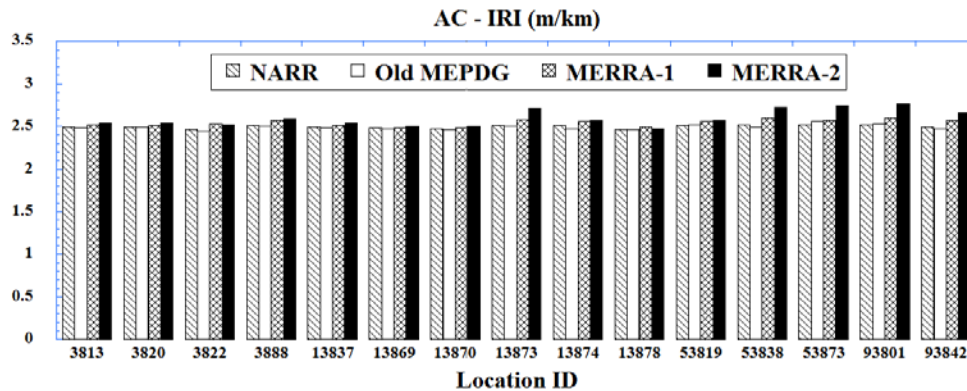 AC - IRI (m/km)
3.5
NARR Old MEPDG MERRA-1 MERRA-2
3
2.5
2
1.5
1
0.5
0
3813 3820 3822 3888 13837 13869 13870 13873 13874 13878 53819 53838 53873 93801 93842
Location ID